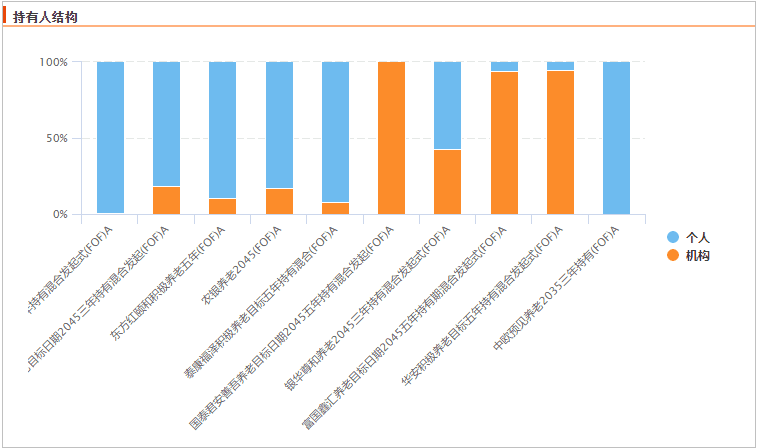 持有人结构
100%
50%
0%
持有混合发起式(FOF)A
目标日期2045三年持有混合发起(FOF)A
东方红颐和积极养老五年(FOF)A
农银养老2045(FOF)A
泰康福泽积极养老目标五年持有混合(FOF)A
国泰君安善吾养老目标日期2045五年持有混合发起(FOF)A
银华尊和养老2045三年持有混合发起式(FOF)A
富国鑫汇养老目标日期2045五年持有期混合发起式(FOF)A
华安积极养老目标五年持有混合发起式(FOF)A
中欧预见养老2035三年持有(FOF)A
个人
机构